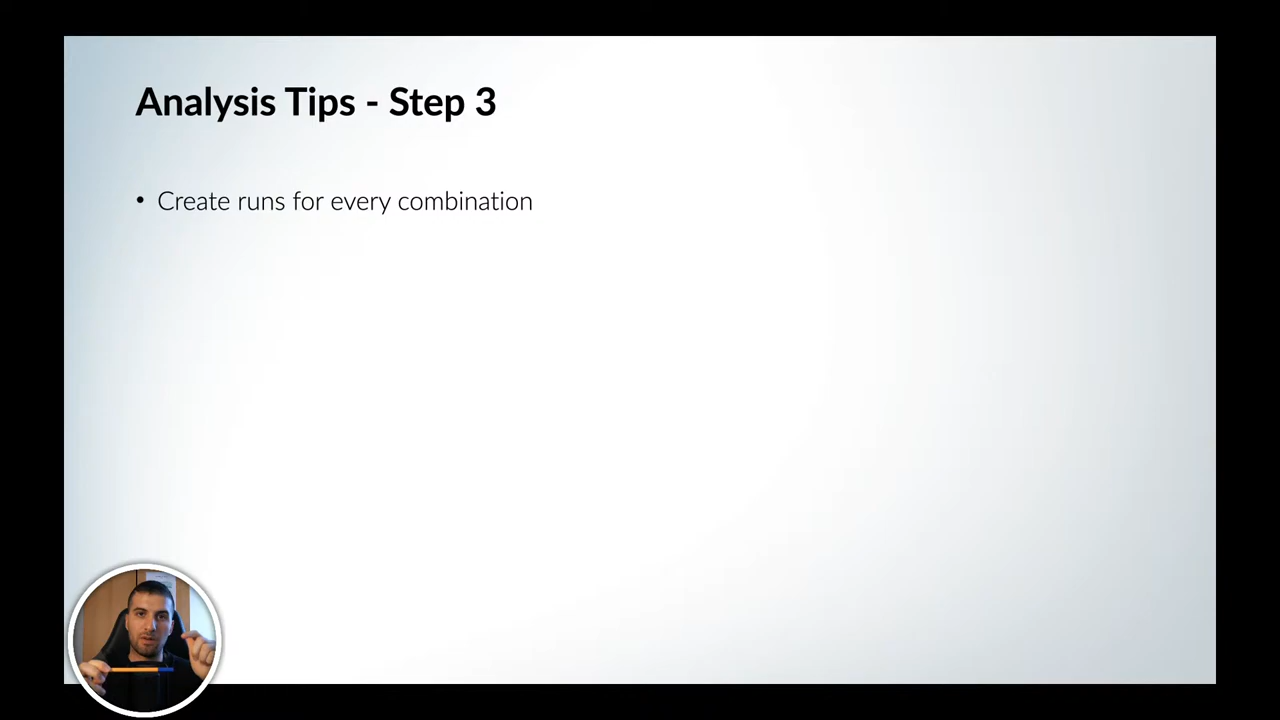 Analysis Tips - Step 3
• Create runs for every combination